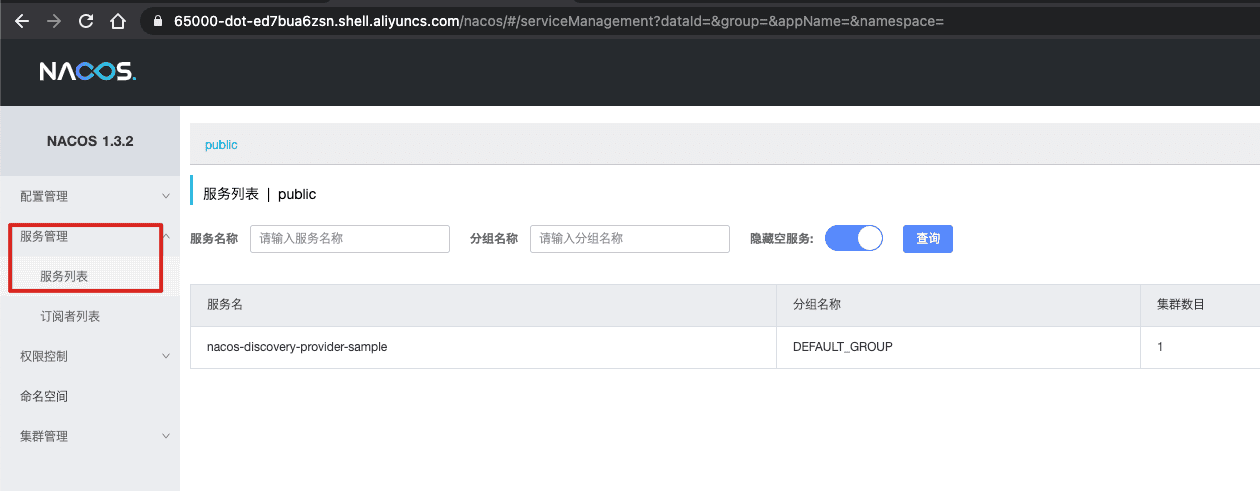 65000-dot-ed7bua6zsn.shell.aliyuncs.com/nacos/#/serviceManagement?dataId=&group=&appName=&namespace=
NACOS.
NACOS 1.3.2
配置管理
服务管理
服务列表
订阅者列表
权限控制
命名空间
集群管理
public
服务列表 | public
服务名称 请输入服务名称 分组名称 请输入分组名称 隐藏空服务: 查询
服务名 分组名称 集群数目
nacos-discovery-provider-sample DEFAULT_GROUP 1